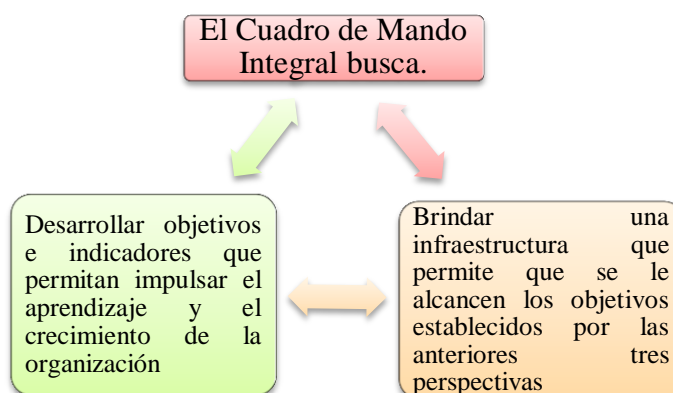 El Cuadro de Mando
Integral busca.
Desarrollar objetivos
e indicadores que
permitan impulsar el
aprendizaje y el
crecimiento de la
organización
Brindar una
infraestructura que
permite que se le
alcancen los objetivos
establecidos por las
anteriores tres
perspectivas